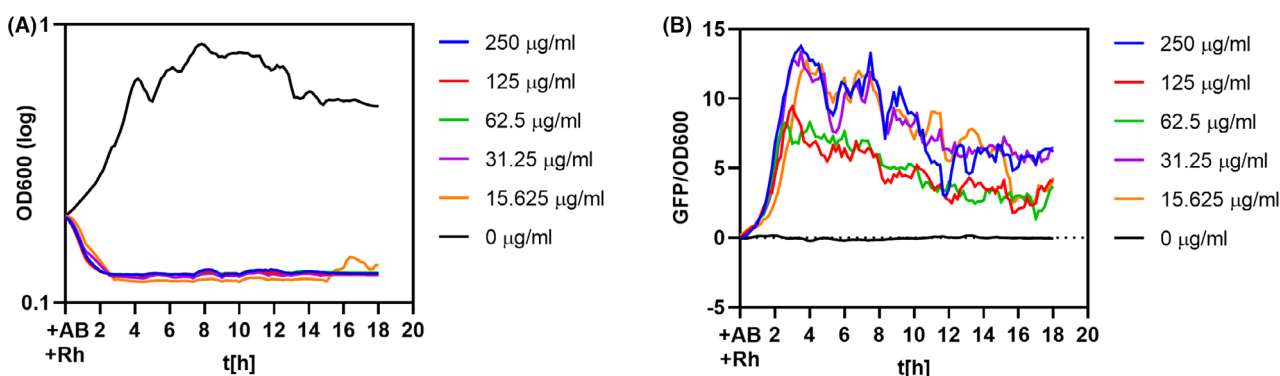 (A)
1
OD600 (log)
0.1
+AB 2 4 6 8 10 12 14 16 18 20
+Rh
t[h]
250 µg/ml
125 µg/ml
62.5 µg/ml
31.25 µg/ml
15.625 µg/ml
0 µg/ml
(B)
15
10
5
0
-5
GFP/OD600
+AB 2 4 6 8 10 12 14 16 18 20
+Rh
t[h]
250 µg/ml
125 µg/ml
62.5 µg/ml
31.25 µg/ml
15.625 µg/ml
0 µg/ml